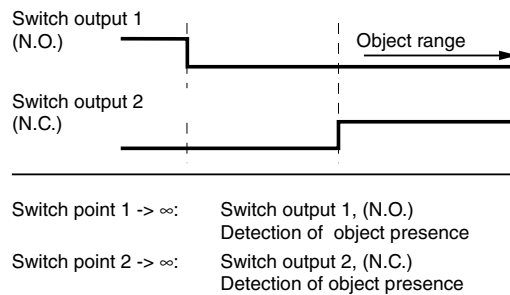 Switch output 1
(N.O.)
Object range
Switch output 2
(N.C.)
Switch point 1 -> ∞: Switch output 1, (N.O.)
Detection of object presence
Switch point 2 -> ∞: Switch output 2, (N.C.)
Detection of object presence